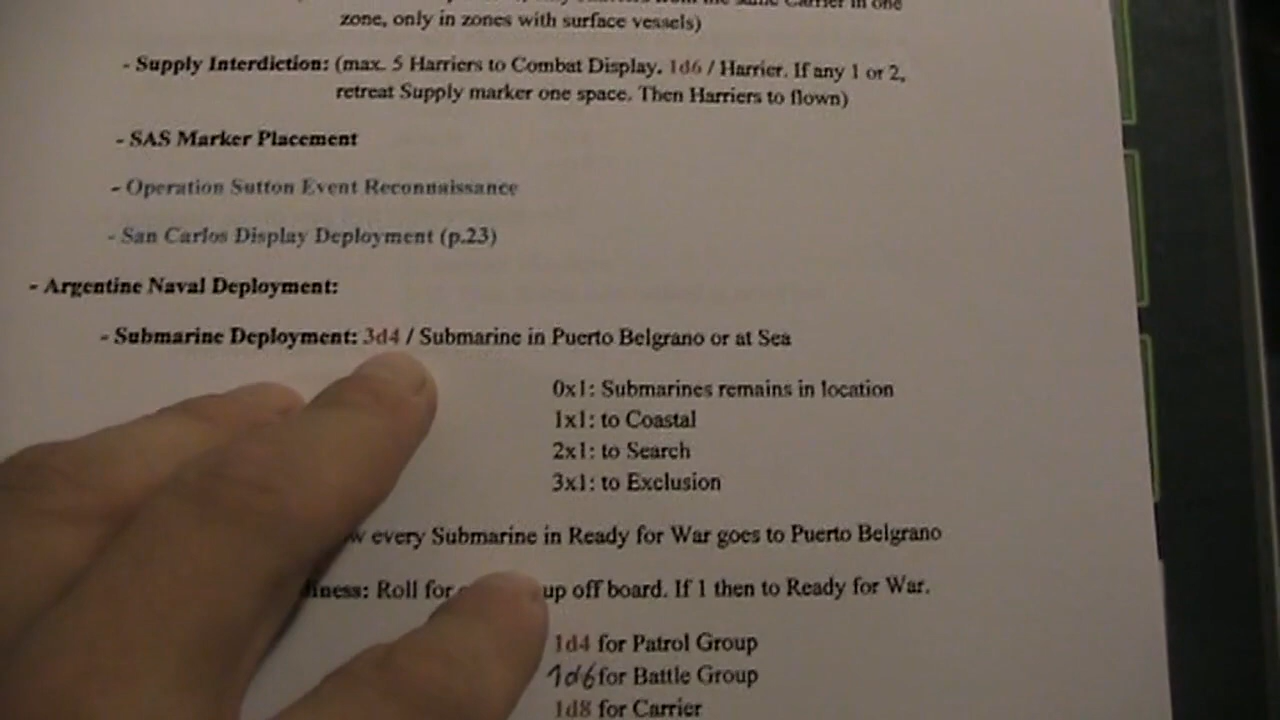 zone, only in zones with surface vessels)
- Supply Interdiction: (max. 5 Harriers to Combat Display. 1d6 / Harrier. If any 1 or 2,
retreat Supply marker one space. Then Harriers to flown)
- SAS Marker Placement
- Operation Sutton Event Reconnaissance
- San Carlos Display Deployment (p.23)
- Argentine Naval Deployment:
- Submarine Deployment: 3d4 / Submarine in Puerto Belgrano or at Sea
0x1: Submarines remains in location
1x1: to Coastal
2x1: to Search
3x1: to Exclusion
every Submarine in Ready for War goes to Puerto Belgrano
Roll for up off board. If 1 then to Ready for War.
1d4 for Patrol Group
1d6 for Battle Group
1d8 for Carrier